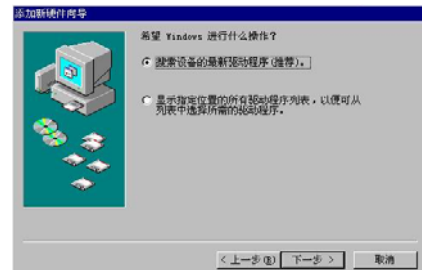 添加新硬件向导
希望 Windows 进行什么操作？
搜索设备的最新驱动程序(推荐)。
显示指定位置的所有驱动程序列表，以便可从
列表中选择所需的驱动程序。
< 上一步(B)
下一步 >
取消